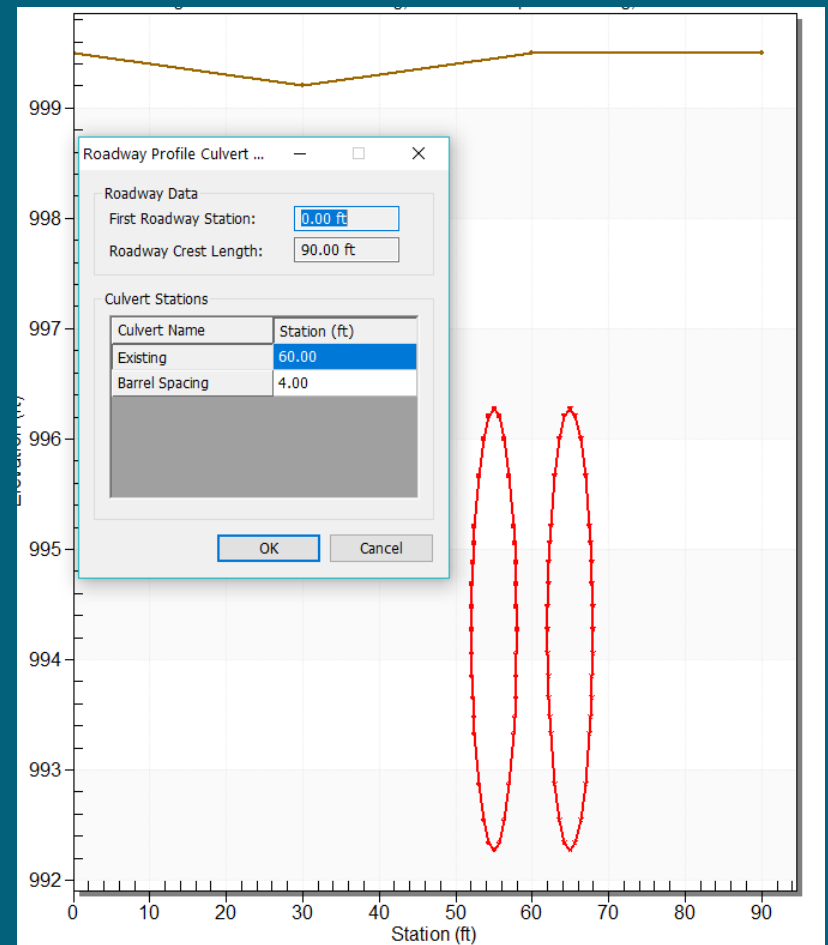 999
Roadway Profile Culvert ...
Roadway Data
First Roadway Station: 0.00 ft
Roadway Crest Length: 90.00 ft
Culvert Stations
Culvert Name Station (ft)
Existing 60.00
Barrel Spacing 4.00
OK Cancel
998
997
996
995
994
993
992
0 10 20 30 40 50 60 70 80 90
Station (ft)